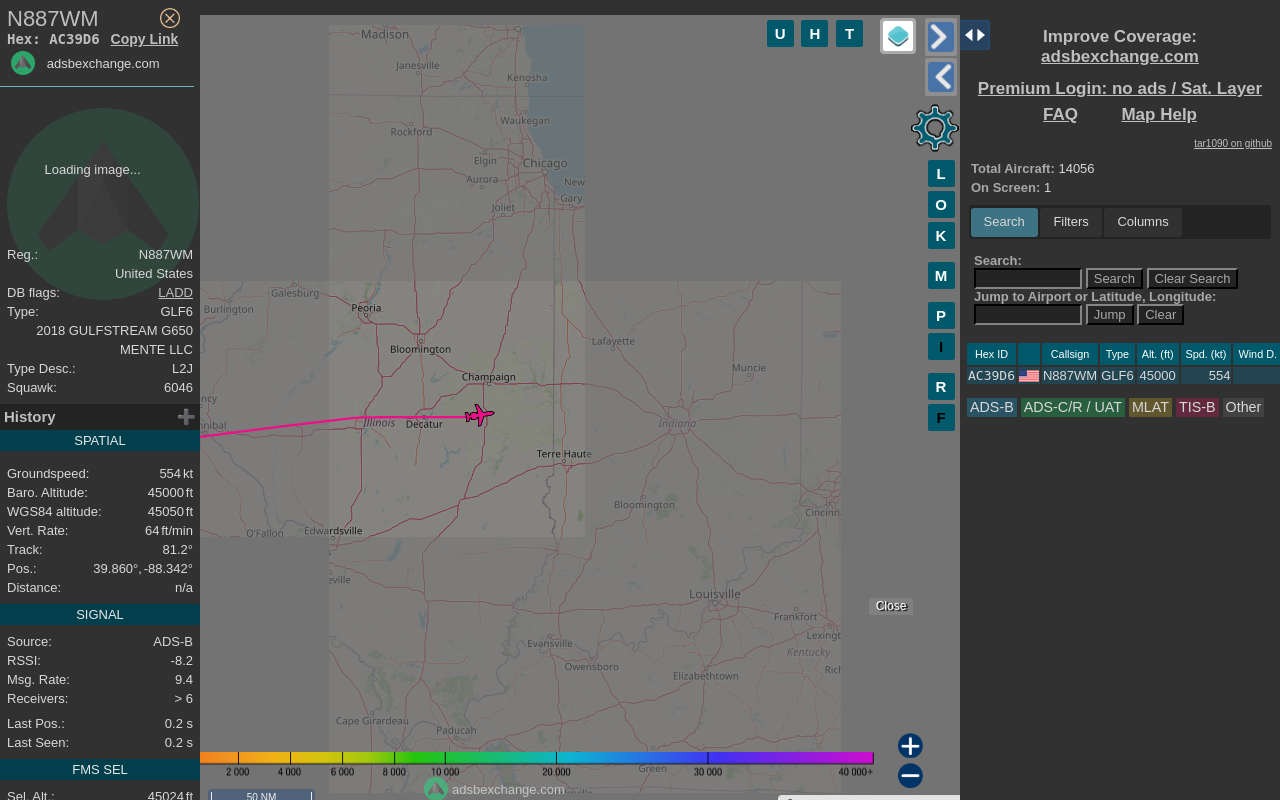 N887WM
Hex: AC39D6 Copy Link
adsbexchange.com
Loading image...
Reg.: N887WM
United States
DB flags: LADD
Type: GLF6
2018 GULFSTREAM G650
MENTE LLC
Type Desc.: L2J
Squawk: 6046
History
SPATIAL
Groundspeed: 554 kt
Baro. Altitude: 45000 ft
WGS84 altitude: 45050 ft
Vert. Rate: 64 ft/min
Track: 81.2°
Pos.: 39.860°, -88.342°
Distance: n/a
SIGNAL
Source: ADS-B
RSSI: -8.2
Msg. Rate: 9.4
Receivers: > 6
Last Pos.: 0.2 s
Last Seen: 0.2 s
FMS SEL
Sel. Alt.: 45024 ft
U H T
L
O
K
M
P
I
R
F
Madison
Janesville
Kenosha
Waukegan
Rockford
Elgin
Chicago
Aurora
New
Gary
Joliet
Galesburg
Burlington
Peoria
Bloomington
Lafayette
Muncie
Champaign
ncy
nnibal
Illinois
Decatur
Indiana
Terre Haute
Bloomington
Cincinn
O'Fallon
Edwardsville
eville
Louisville
Frankfort
Lexingt
Kentucky
Rich
Evansville
Owensboro
Elizabethtown
Cape Girardeau
Paducah
Green
Close
2 000 4 000 6 000 8 000 10 000 20 000 30 000 40 000+
50 NM
adsbexchange.com
Improve Coverage:
adsbexchange.com
Premium Login: no ads / Sat. Layer
FAQ Map Help
tar1090 on github
Total Aircraft: 14056
On Screen: 1
Search Filters Columns
Search:
Search Clear Search
Jump to Airport or Latitude, Longitude:
Jump Clear
Hex ID Callsign Type Alt. (ft) Spd. (kt) Wind D.
AC39D6 N887WM GLF6 45000 554
ADS-B ADS-C/R / UAT MLAT TIS-B Other